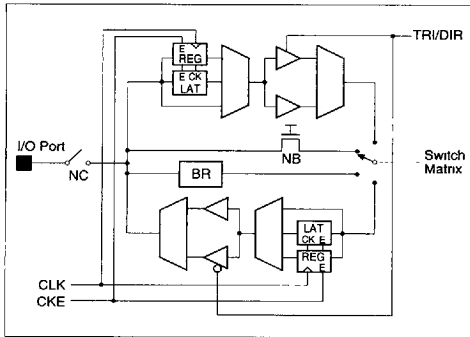 TRI/DIR
E
REG
E CK
LAT
I/O Port
NC
NB
BR
Switch
Matrix
LAT
CK E
REG
E
CLK
CKE